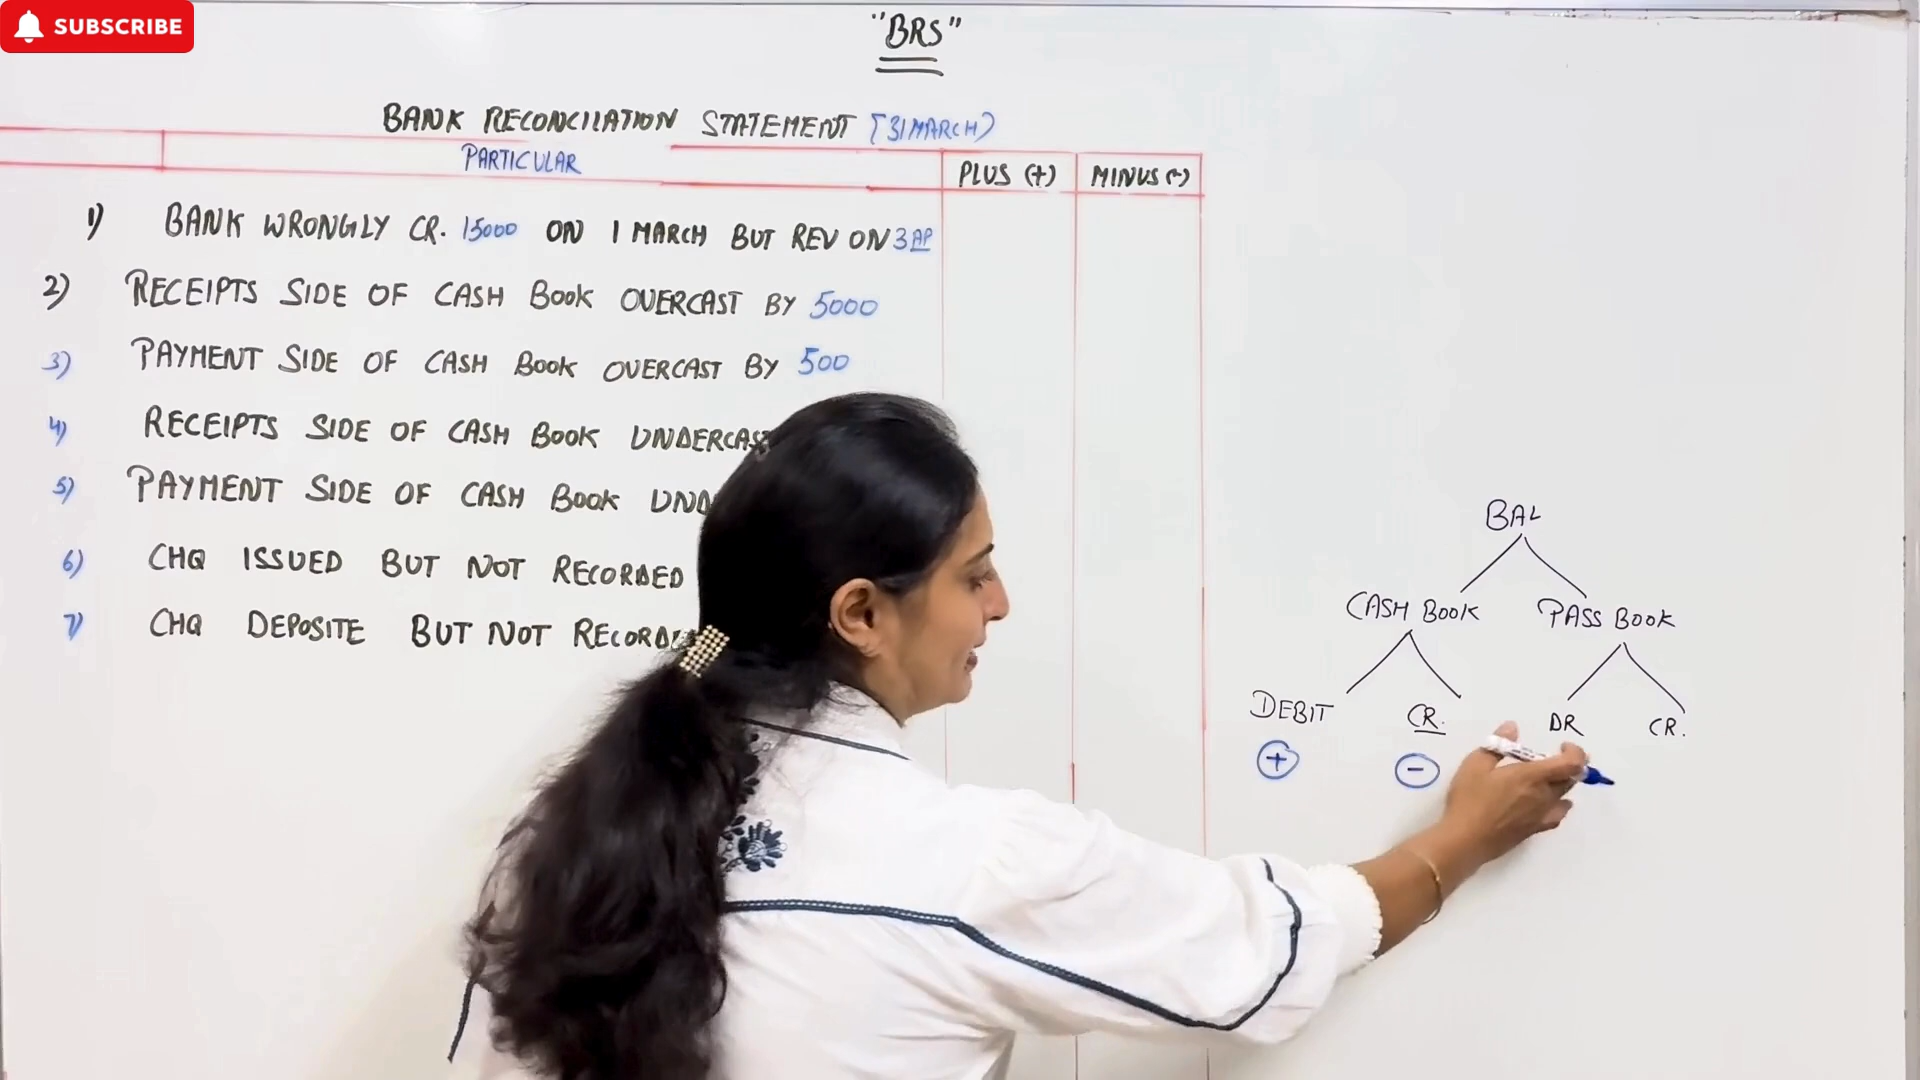 SUBSCRIBE
"BRS"
BANK RECONCILATION STATEMENT [31MARCH)
PARTICULAR
PLUS (+)
MINUS (-)
1) BANK WRONGLY CR. 15000 ON 1 MARCH BUT REV ON 3 AP
2) RECEIPTS SIDE OF CASH BOOK OVERCAST BY 5000
3) PAYMENT SIDE OF CASH BOOK OVERCAST BY 500
4) RECEIPTS SIDE OF CASH BOOK UNDERCAS
5) PAYMENT SIDE OF CASH BOOK
6) CHQ ISSUED BUT NOT RECORDED
7) CHQ DEPOSITE BUT NOT
BAL
CASH BOOK PASS BOOK
DEBIT CR. DR CR.
+ -